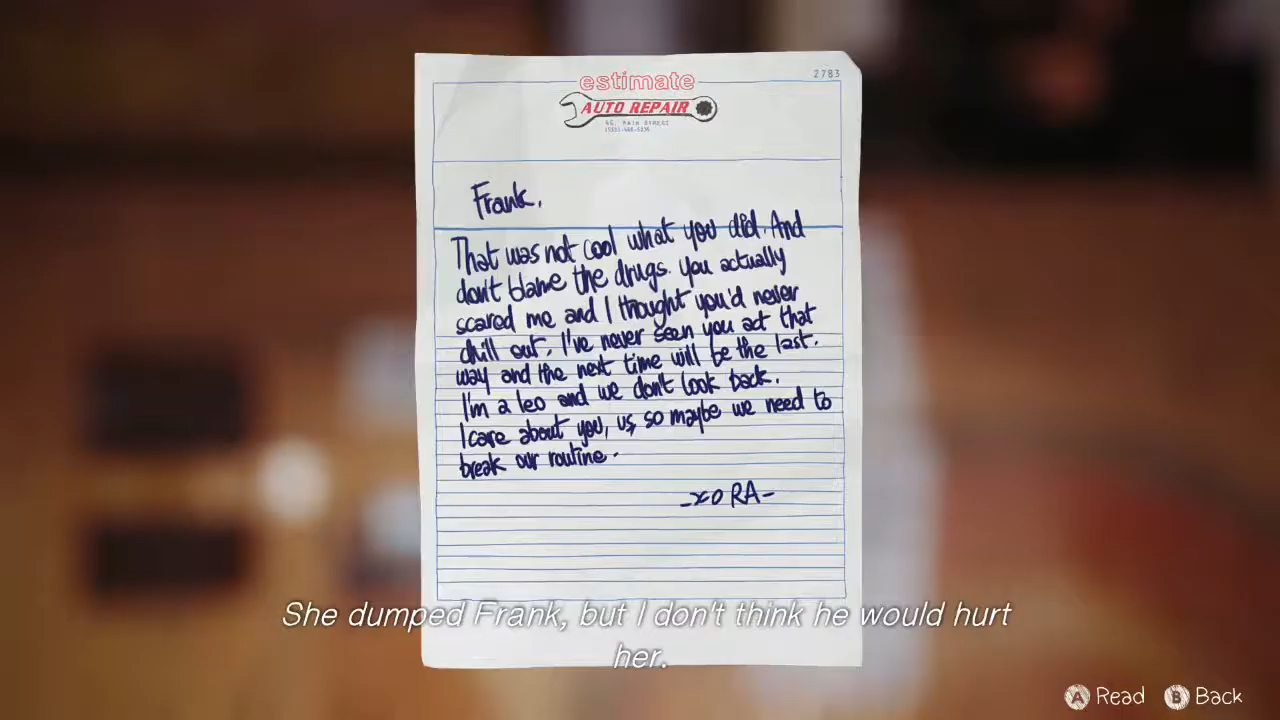 estimate
2783
AUTO REPAIR
Frank,
That was not cool what you did. And
don't blame the drugs. You actually
scared me and I thought you'd never
chill out. I've never seen you act that
way and the next time will be the last.
I'm a leo and we don't look back.
I care about you, us, so maybe we need to
break our routine.
-xo RA-
She dumped Frank, but I don't think he would hurt
her.
A Read B Back